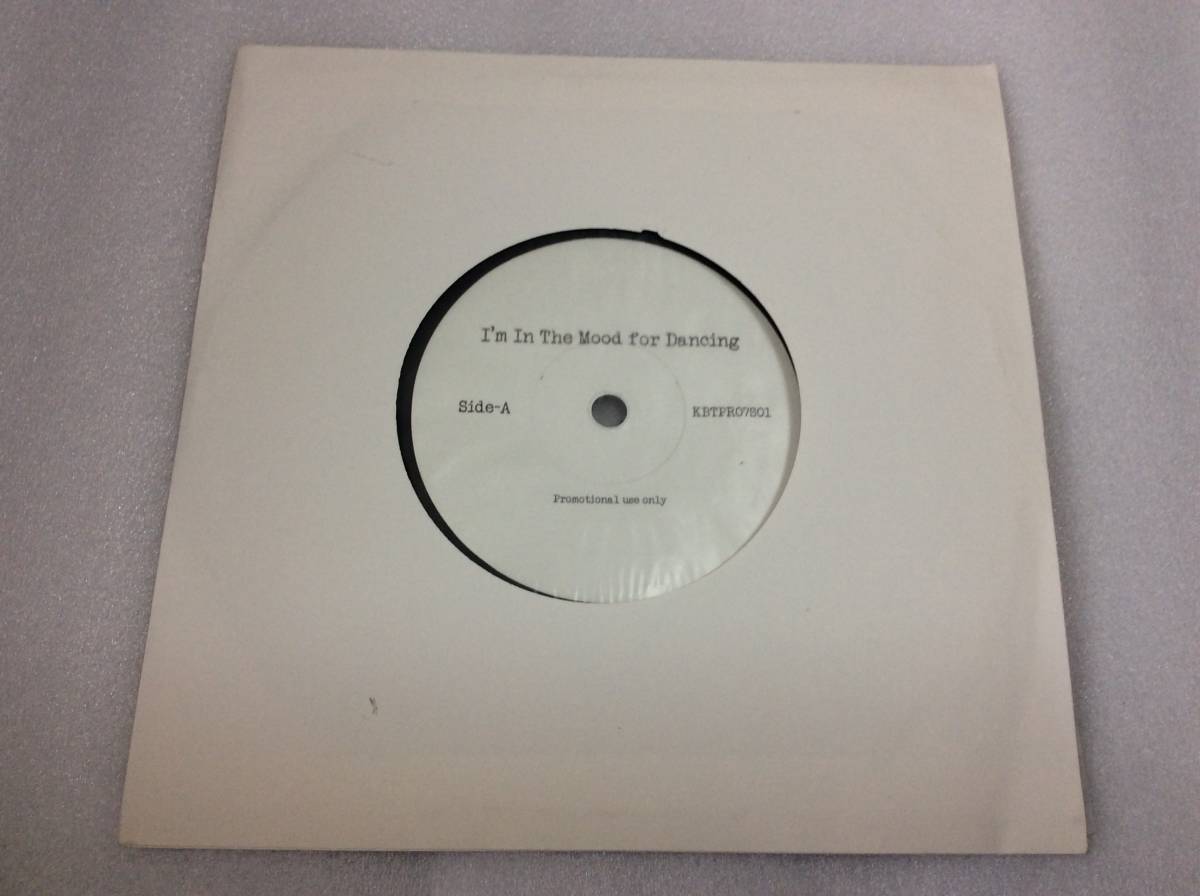 I'm In The Mood for Dancing
Side-A
KBTPR07801
Promotional use only